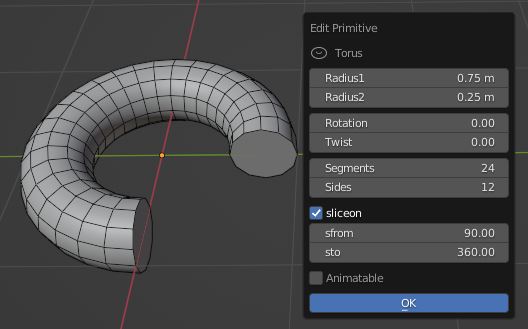 Edit Primitive
Torus
Radius1 0.75 m
Radius2 0.25 m
Rotation 0.00
Twist 0.00
Segments 24
Sides 12
sliceon
sfrom 90.00
sto 360.00
Animatable
OK